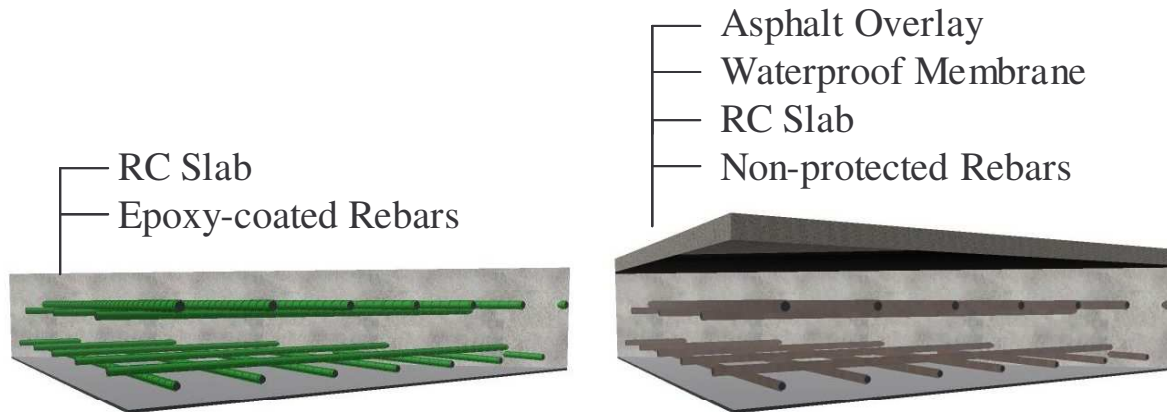 RC Slab
Epoxy-coated Rebars
Asphalt Overlay
Waterproof Membrane
RC Slab
Non-protected Rebars